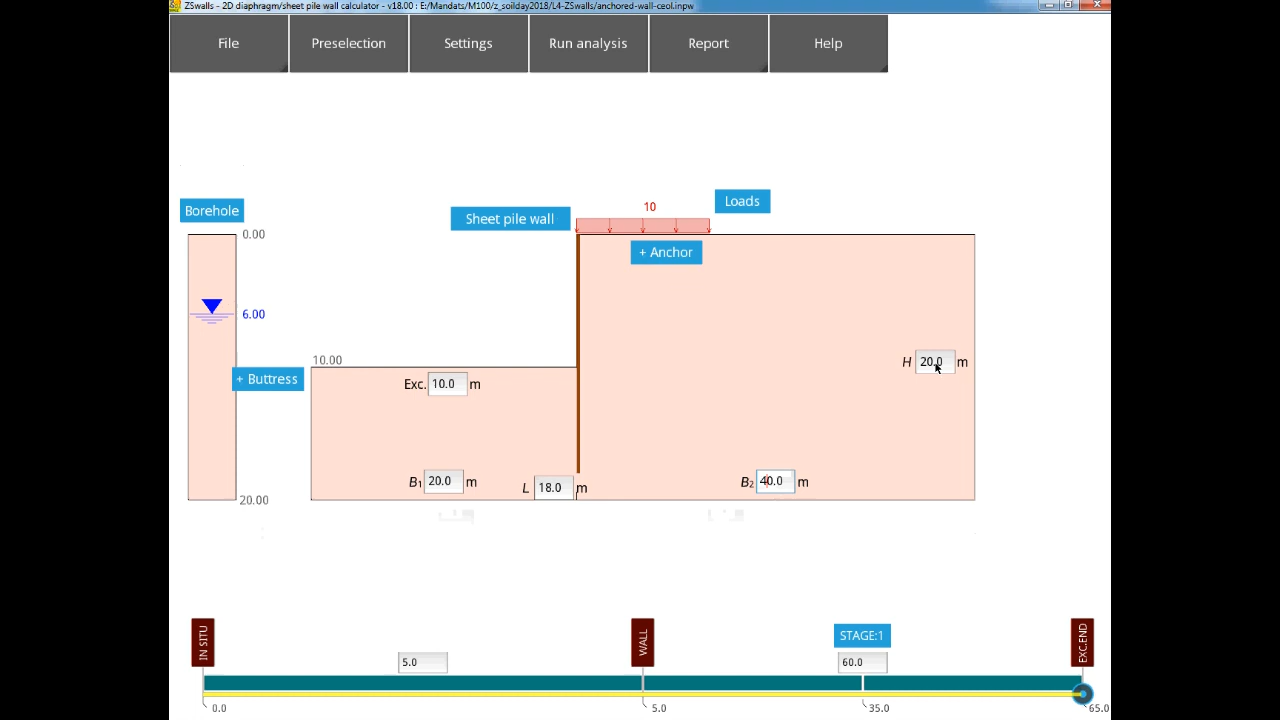 ZSwalls - 2D diaphragm/sheet pile wall calculator - v18.00 : E:/Mandats/M100/z_soilday2018/L4-ZSwalls/anchored-wall-ceol.inpw
File Preselection Settings Run analysis Report Help
Borehole
Sheet pile wall
10
Loads
0.00
+ Anchor
6.00
10.00
H 20.0 m
+ Buttress
Exc. 10.0 m
B1 20.0 m
L 18.0 m
B2 40.0 m
20.00
IN SITU
WALL
STAGE:1
EXC.END
5.0
60.0
0.0 5.0 35.0 65.0